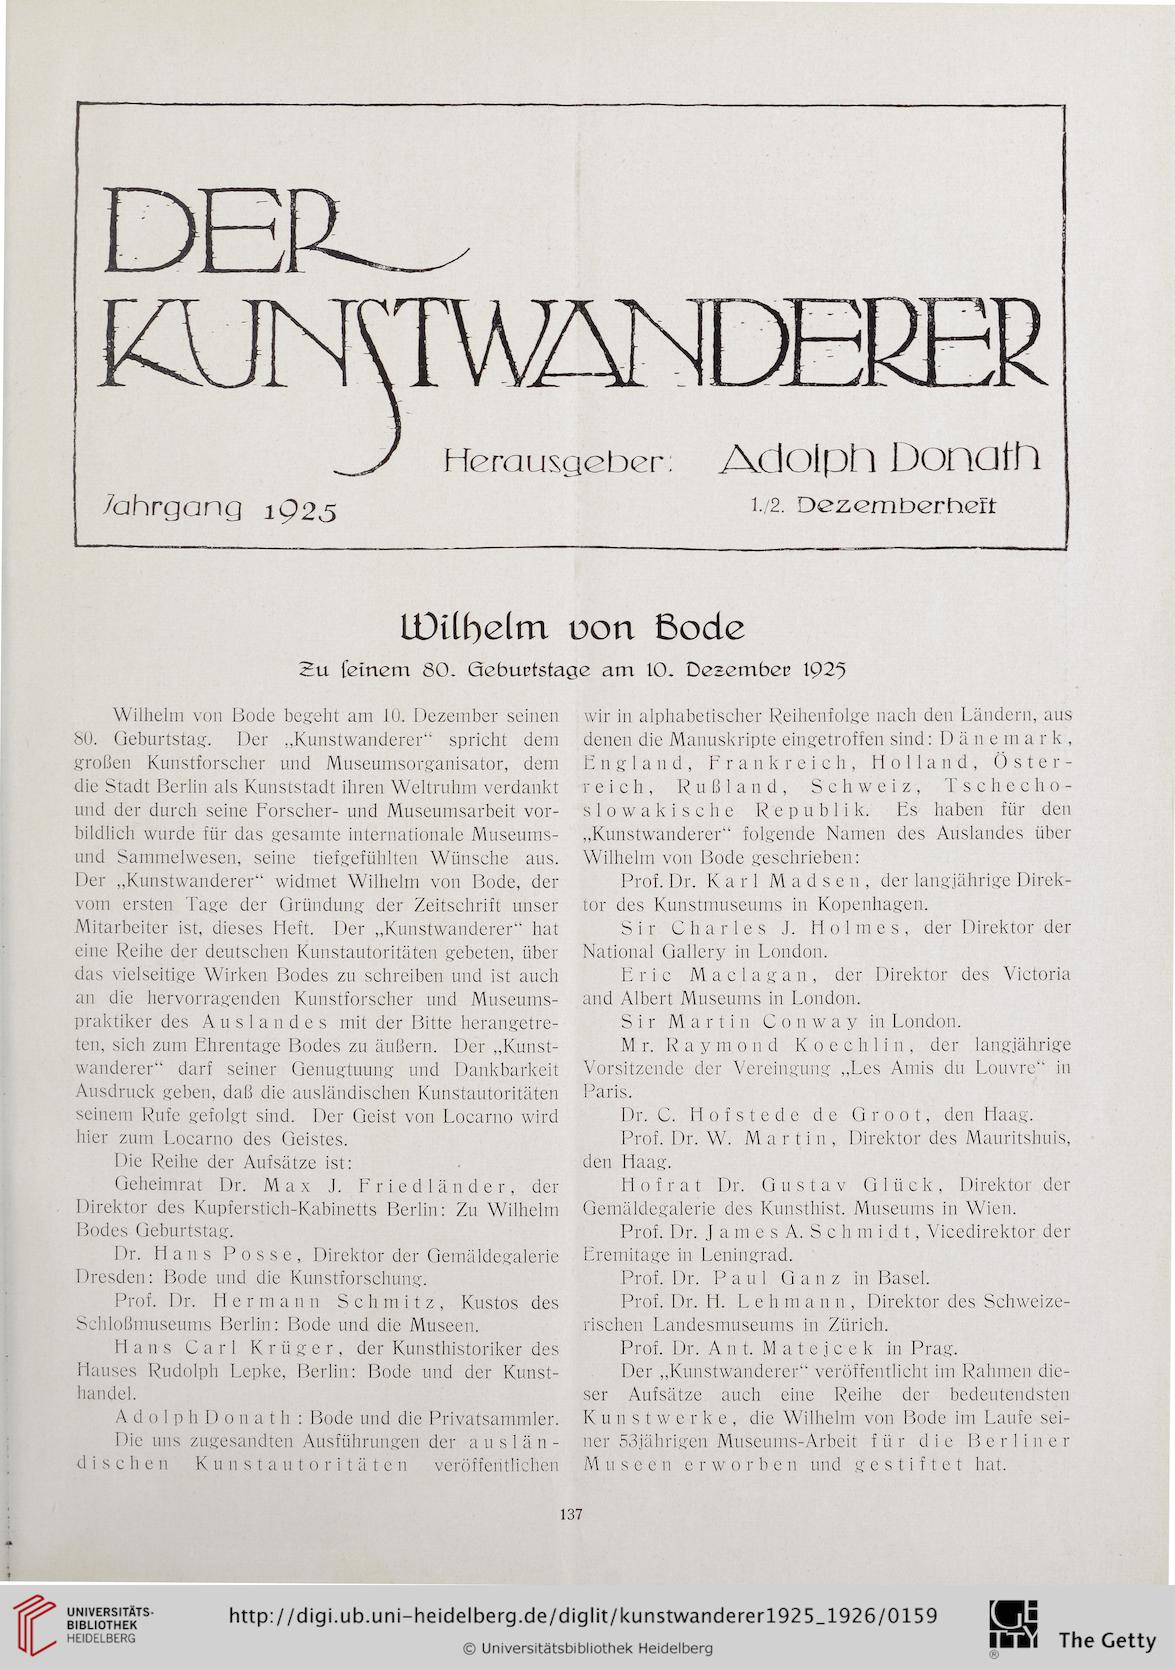 DER
KUNSTWANDERER
Herausgeber: Adolph Donath
Jahrgang 1925
1./2. Dezemberheft
Wilhelm von Bode
Zu seinem 80. Geburtstage am 10. Dezember 1925
Wilhelm von Bode begeht am 10. Dezember seinen
80. Geburtstag. Der „Kunstwanderer“ spricht dem
großen Kunstforscher und Museumsorganisator, dem
die Stadt Berlin als Kunststadt ihren Weltruhm verdankt
und der durch seine Forscher- und Museumsarbeit vor-
bildlich wurde für das gesamte internationale Museums-
und Sammelwesen, seine tiefgefühlten Wünsche aus.
Der „Kunstwanderer“ widmet Wilhelm von Bode, der
vom ersten Tage der Gründung der Zeitschrift unser
Mitarbeiter ist, dieses Heft. Der „Kunstwanderer“ hat
eine Reihe der deutschen Kunstautoritäten gebeten, über
das vielseitige Wirken Bodes zu schreiben und ist auch
an die hervorragenden Kunstforscher und Museums-
praktiker des Auslandes mit der Bitte herangetre-
ten, sich zum Ehrentage Bodes zu äußern. Der „Kunst-
wanderer“ darf seiner Genugtuung und Dankbarkeit
Ausdruck geben, daß die ausländischen Kunstautoritäten
seinem Rufe gefolgt sind. Der Geist von Locarno wird
hier zum Locarno des Geistes.
Die Reihe der Aufsätze ist:
Geheimrat Dr. Max J. Friedländer, der
Direktor des Kupferstich-Kabinetts Berlin: Zu Wilhelm
Bodes Geburtstag.
Dr. Hans Posse, Direktor der Gemäldegalerie
Dresden: Bode und die Kunstforschung.
Prof. Dr. Hermann Schmitz, Kustos des
Schloßmuseums Berlin: Bode und die Museen.
Hans Carl Krüger, der Kunsthistoriker des
Hauses Rudolph Lepke, Berlin: Bode und der Kunst-
handel.
Adolph Donath: Bode und die Privatsammler.
Die uns zugesandten Ausführungen der auslän-
dischen Kunstautoritäten veröffentlichen
wir in alphabetischer Reihenfolge nach den Ländern, aus
denen die Manuskripte eingetroffen sind: Dänemark,
England, Frankreich, Holland, Öster-
reich, Rußland, Schweiz, Tschecho-
slowakische Republik. Es haben für den
„Kunstwanderer“ folgende Namen des Auslandes über
Wilhelm von Bode geschrieben:
Prof. Dr. Karl Madsen, der langjährige Direk-
tor des Kunstmuseums in Kopenhagen.
Sir Charles J. Holmes, der Direktor der
National Gallery in London.
Eric Maclagan, der Direktor des Victoria
and Albert Museums in London.
Sir Martin Conway in London.
Mr. Raymond Koechlin, der langjährige
Vorsitzende der Vereingung „Les Amis du Louvre“ in
Paris.
Dr. C. Hofstede de Groot, den Haag.
Prof. Dr. W. Martin, Direktor des Mauritshuis,
den Haag.
Hofrat Dr. Gustav Glück, Direktor der
Gemäldegalerie des Kunsthist. Museums in Wien.
Prof. Dr. James A. Schmidt, Vicedirektor der
Eremitage in Leningrad.
Prof. Dr. Paul Ganz in Basel.
Prof. Dr. H. Lehmann, Direktor des Schweize-
rischen Landesmuseums in Zürich.
Prof. Dr. Ant. Matejcek in Prag.
Der „Kunstwanderer“ veröffentlicht im Rahmen die-
ser Aufsätze auch eine Reihe der bedeutendsten
Kunstwerke, die Wilhelm von Bode im Laufe sei-
ner 53jährigen Museums-Arbeit für die Berliner
Museen erworben und gestiftet hat.
137
UNIVERSITÄTS-
BIBLIOTHEK
HEIDELBERG
http://digi.ub.uni-heidelberg.de/diglit/kunstwanderer1925_1926/0159
© Universitätsbibliothek Heidelberg
GETTY
®
The Getty